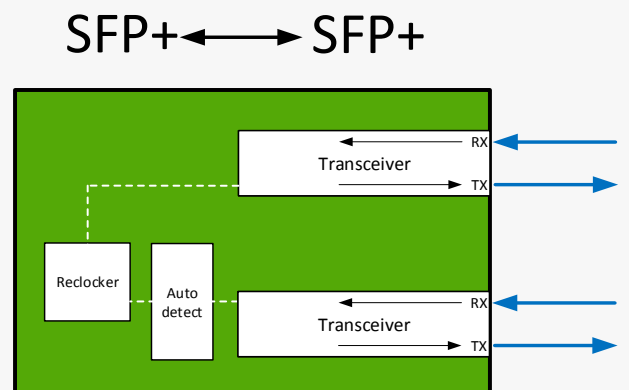 SFP+ SFP+
RX
Transceiver
TX
Reclocker
Auto
detect
RX
Transceiver
TX